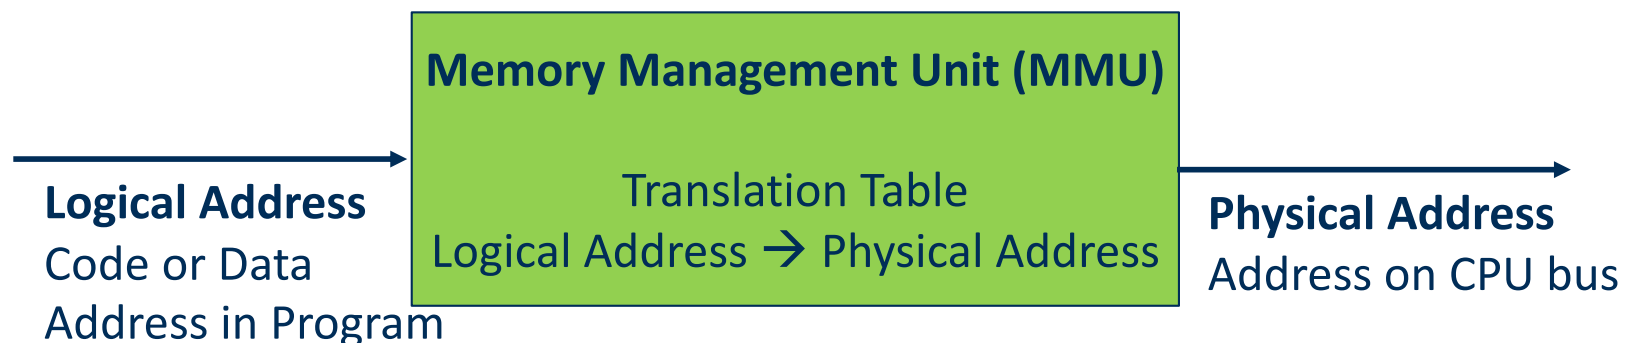 Memory Management Unit (MMU)
Translation Table
Logical Address → Physical Address
Logical Address
Code or Data
Address in Program
Physical Address
Address on CPU bus